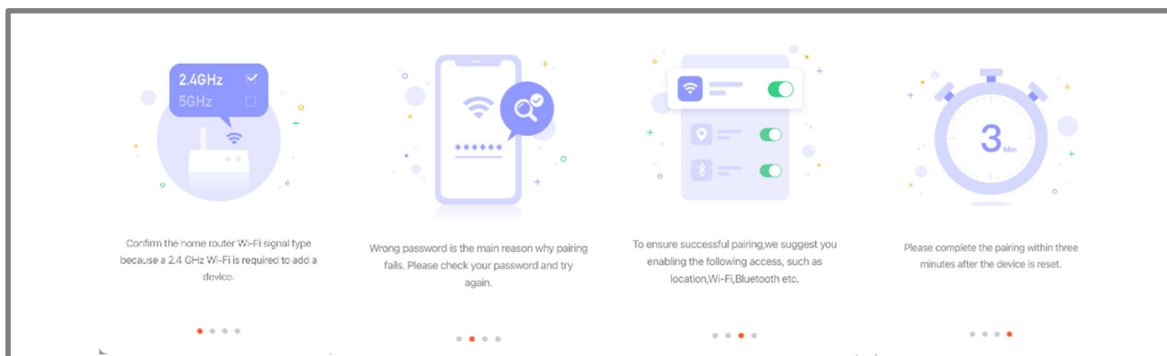 2.4GHz
5GHz
Confirm the home router Wi-Fi signal type
because a 2.4 GHz Wi-Fi is required to add a
device.
******
Wrong password is the main reason why pairing
fails. Please check your password and try
again.
To ensure successful pairing,we suggest you
enabling the following access, such as
location,Wi-Fi,Bluetooth etc.
3 Min
Please complete the pairing within three
minutes after the device is reset.